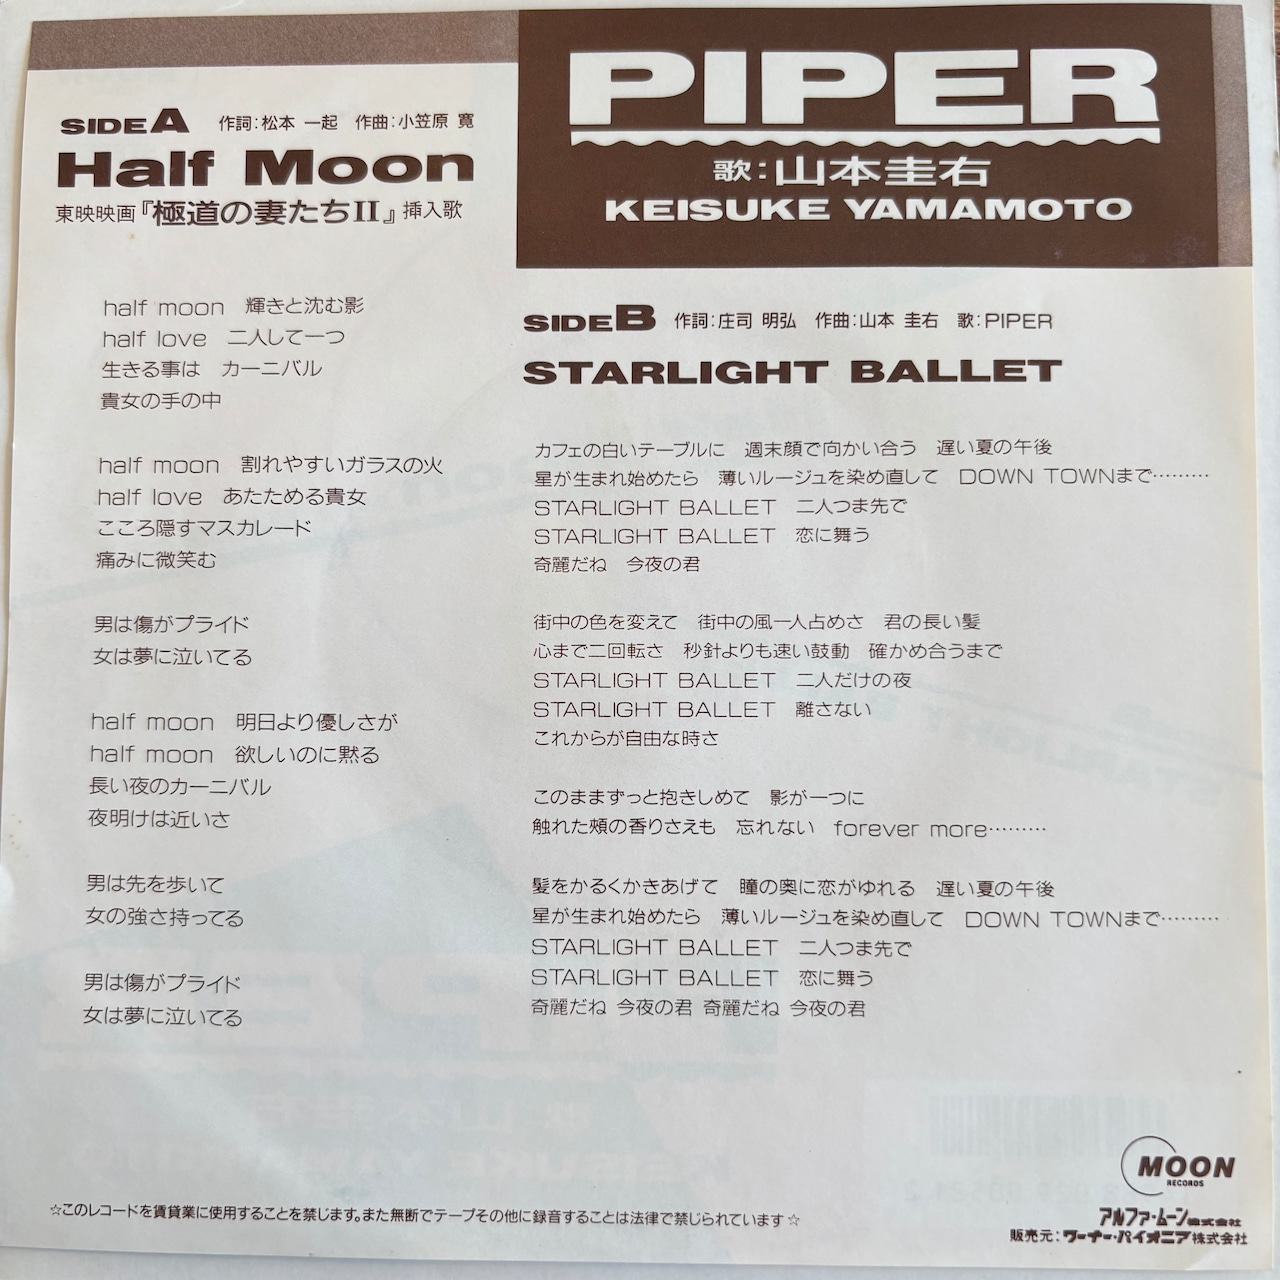 PIPER
歌:山本圭右
KEISUKE YAMAMOTO
SIDE A 作詞:松本 一起 作曲:小笠原 寛
Half Moon
東映映画『極道の妻たちII』挿入歌
half moon 輝きと沈む影
half love 二人して一つ
生きる事は カーニバル
貴女の手の中
half moon 割れやすいガラスの火
half love あたためる貴女
こころ隠すマスカレード
痛みに微笑む
男は傷がプライド
女は夢に泣いてる
half moon 明日より優しさが
half moon 欲しいのに黙る
長い夜のカーニバル
夜明けは近いさ
男は先を歩いて
女の強さ持ってる
男は傷がプライド
女は夢に泣いてる
SIDE B 作詞:庄司 明弘 作曲:山本 圭右 歌:PIPER
STARLIGHT BALLET
カフェの白いテーブルに 週末顔で向かい合う 遅い夏の午後
星が生まれ始めたら 薄いルージュを染め直して DOWN TOWNまで………
STARLIGHT BALLET 二人つま先で
STARLIGHT BALLET 恋に舞う
奇麗だね 今夜の君
街中の色を変えて 街中の風一人占めさ 君の長い髪
心まで二回転さ 秒針よりも速い鼓動 確かめ合うまで
STARLIGHT BALLET 二人だけの夜
STARLIGHT BALLET 離さない
これからが自由な時さ
このままずっと抱きしめて 影が一つに
触れた頬の香りさえも 忘れない forever more………
髪をかるくかきあげて 瞳の奥に恋がゆれる 遅い夏の午後
星が生まれ始めたら 薄いルージュを染め直して DOWN TOWNまで………
STARLIGHT BALLET 二人つま先で
STARLIGHT BALLET 恋に舞う
奇麗だね 今夜の君 奇麗だね 今夜の君
MOON
RECORDS
☆このレコードを賃貸業に使用することを禁じます。また無断でテープその他に録音することは法律で禁じられています☆
アルファ・ムーン株式会社
販売元:ワーナー・パイオニア株式会社